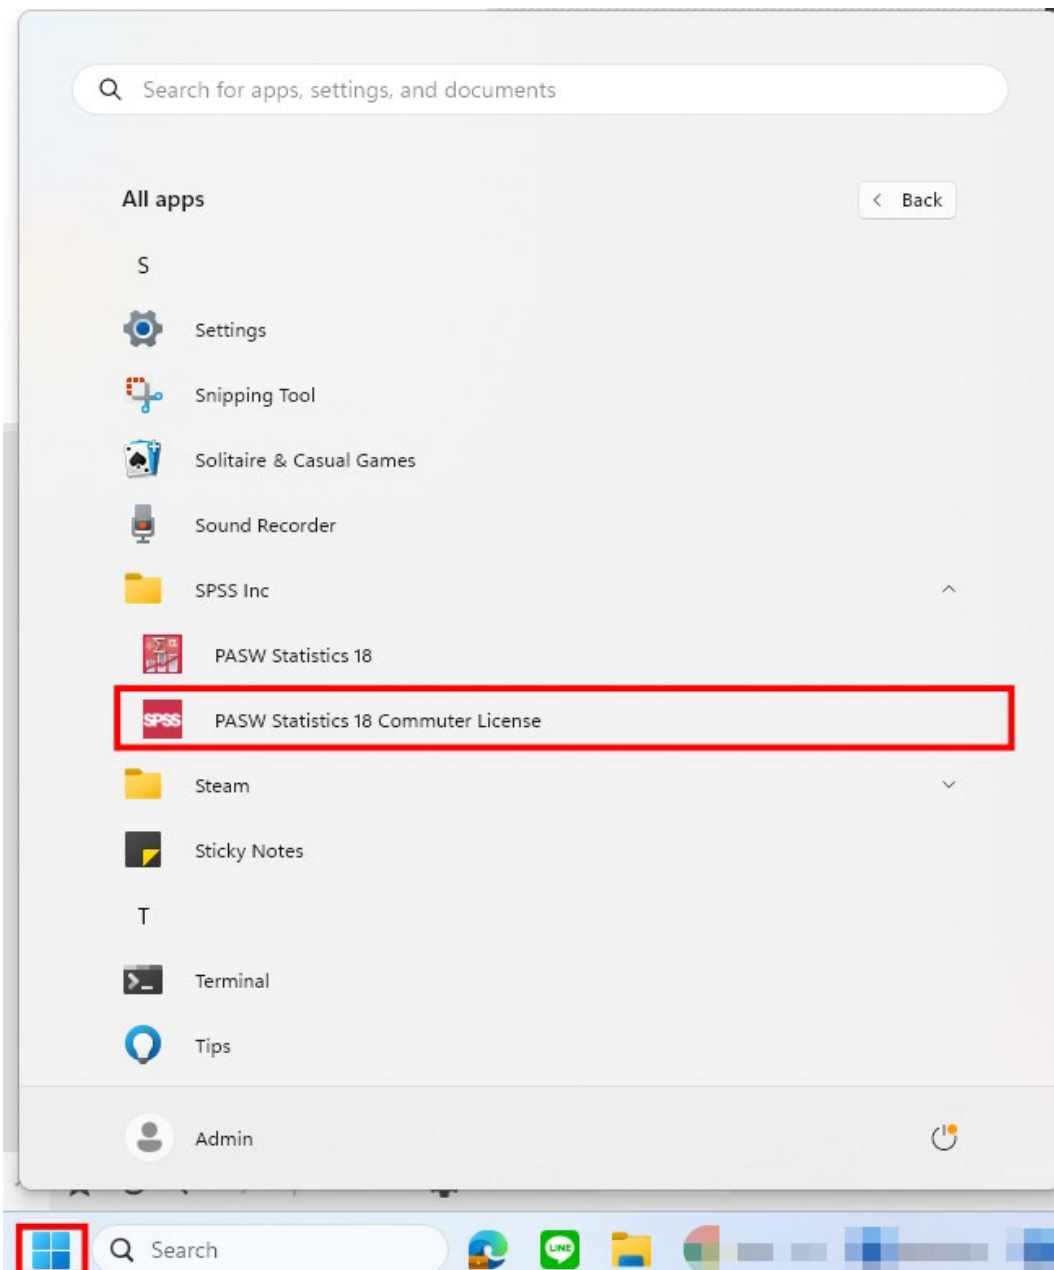 Search for apps, settings, and documents
All apps
Back
S
Settings
Snipping Tool
Solitaire & Casual Games
Sound Recorder
SPSS Inc
PASW Statistics 18
SPSS PASW Statistics 18 Commuter License
Steam
Sticky Notes
T
Terminal
Tips
Admin
Search
LINE